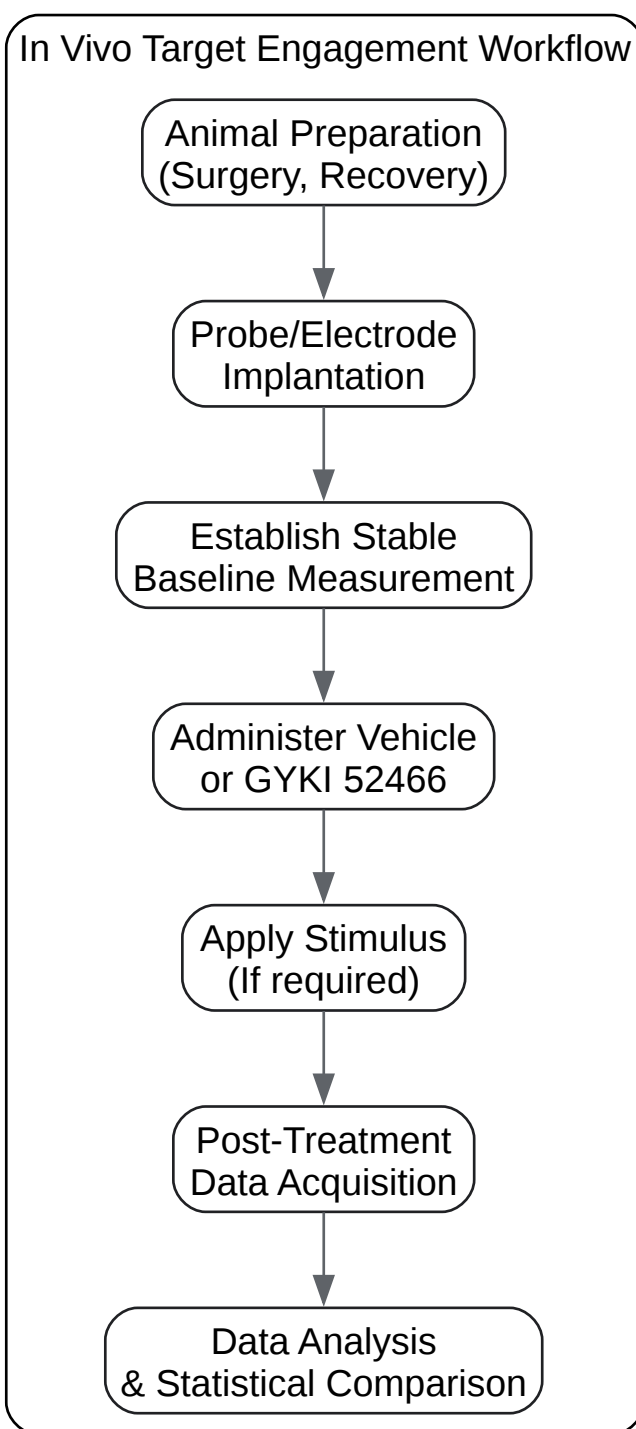 In Vivo Target Engagement Workflow
Animal Preparation
(Surgery, Recovery)
Probe/Electrode
Implantation
Establish Stable
Baseline Measurement
Administer Vehicle
or GYKI 52466
Apply Stimulus
(If required)
Post-Treatment
Data Acquisition
Data Analysis
& Statistical Comparison